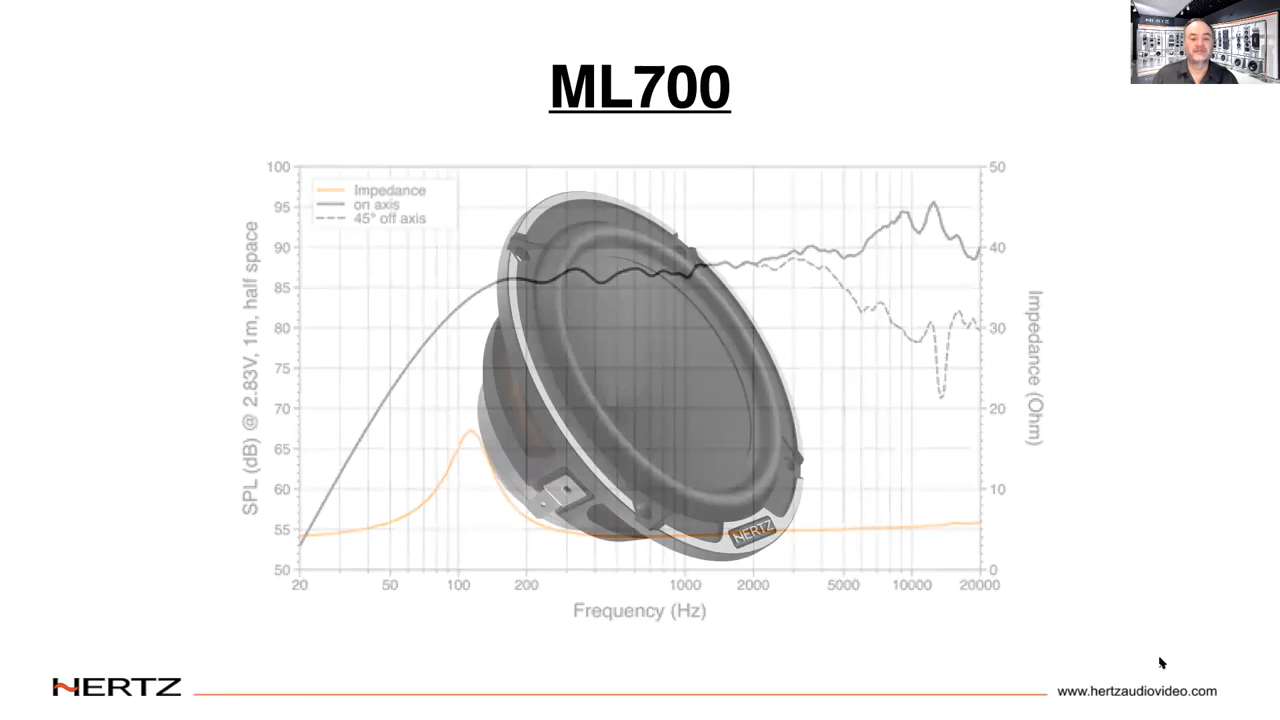 HERTZ
ML700
100
95
90
85
80
75
70
65
60
55
50
50
40
30
20
10
0
Impedance
on axis
45° off axis
SPL (dB) @ 2.83V, 1m, half space
Impedance (Ohm)
HERTZ
20
50
100
200
1000
2000
5000
10000
20000
Frequency (Hz)
HERTZ
www.hertzaudiovideo.com